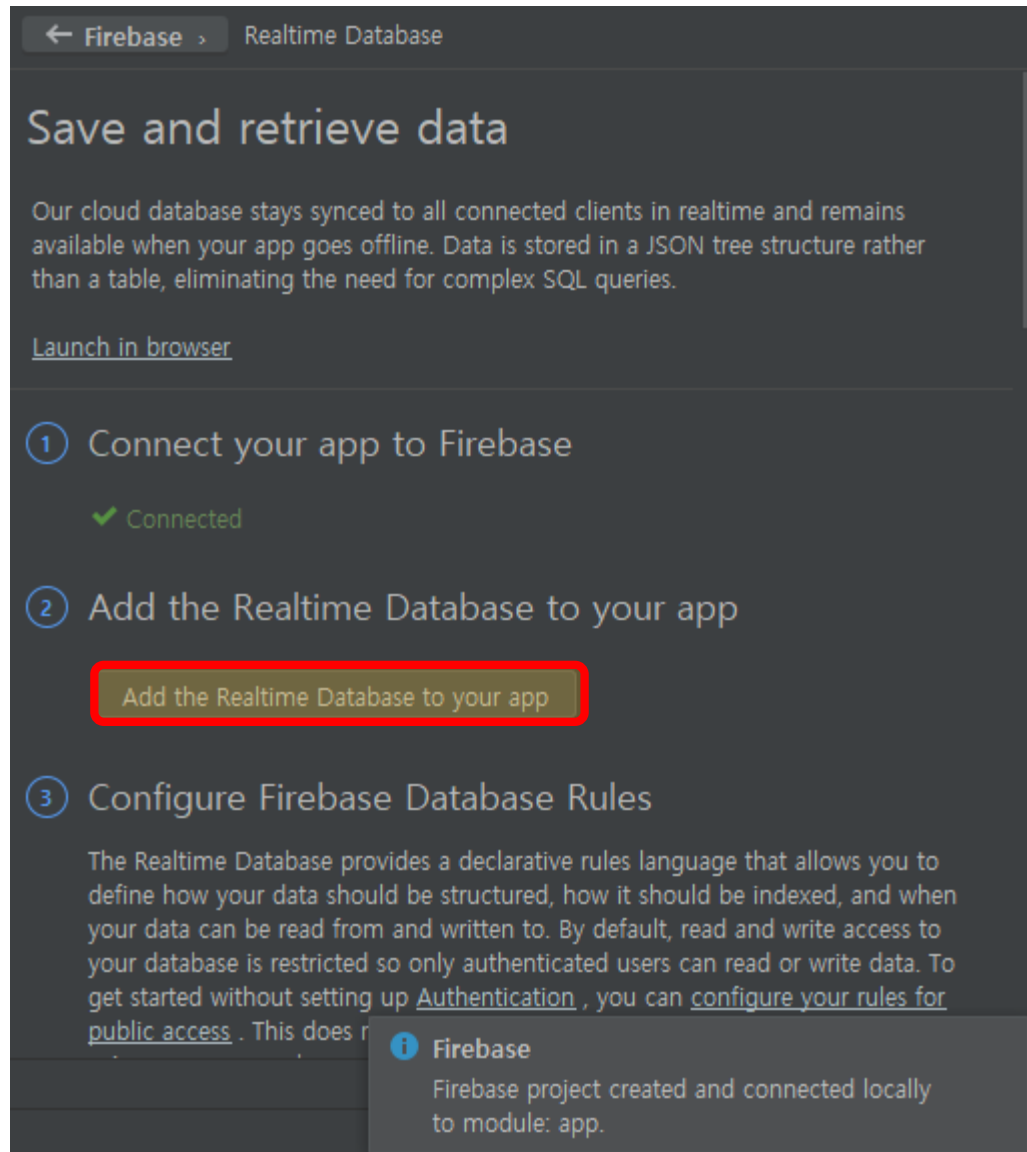 ← Firebase › Realtime Database
Save and retrieve data
Our cloud database stays synced to all connected clients in realtime and remains
available when your app goes offline. Data is stored in a JSON tree structure rather
than a table, eliminating the need for complex SQL queries.
Launch in browser
1 Connect your app to Firebase
✔ Connected
2 Add the Realtime Database to your app
Add the Realtime Database to your app
3 Configure Firebase Database Rules
The Realtime Database provides a declarative rules language that allows you to
define how your data should be structured, how it should be indexed, and when
your data can be read from and written to. By default, read and write access to
your database is restricted so only authenticated users can read or write data. To
get started without setting up Authentication , you can configure your rules for
public access . This does
Firebase
Firebase project created and connected locally
to module: app.